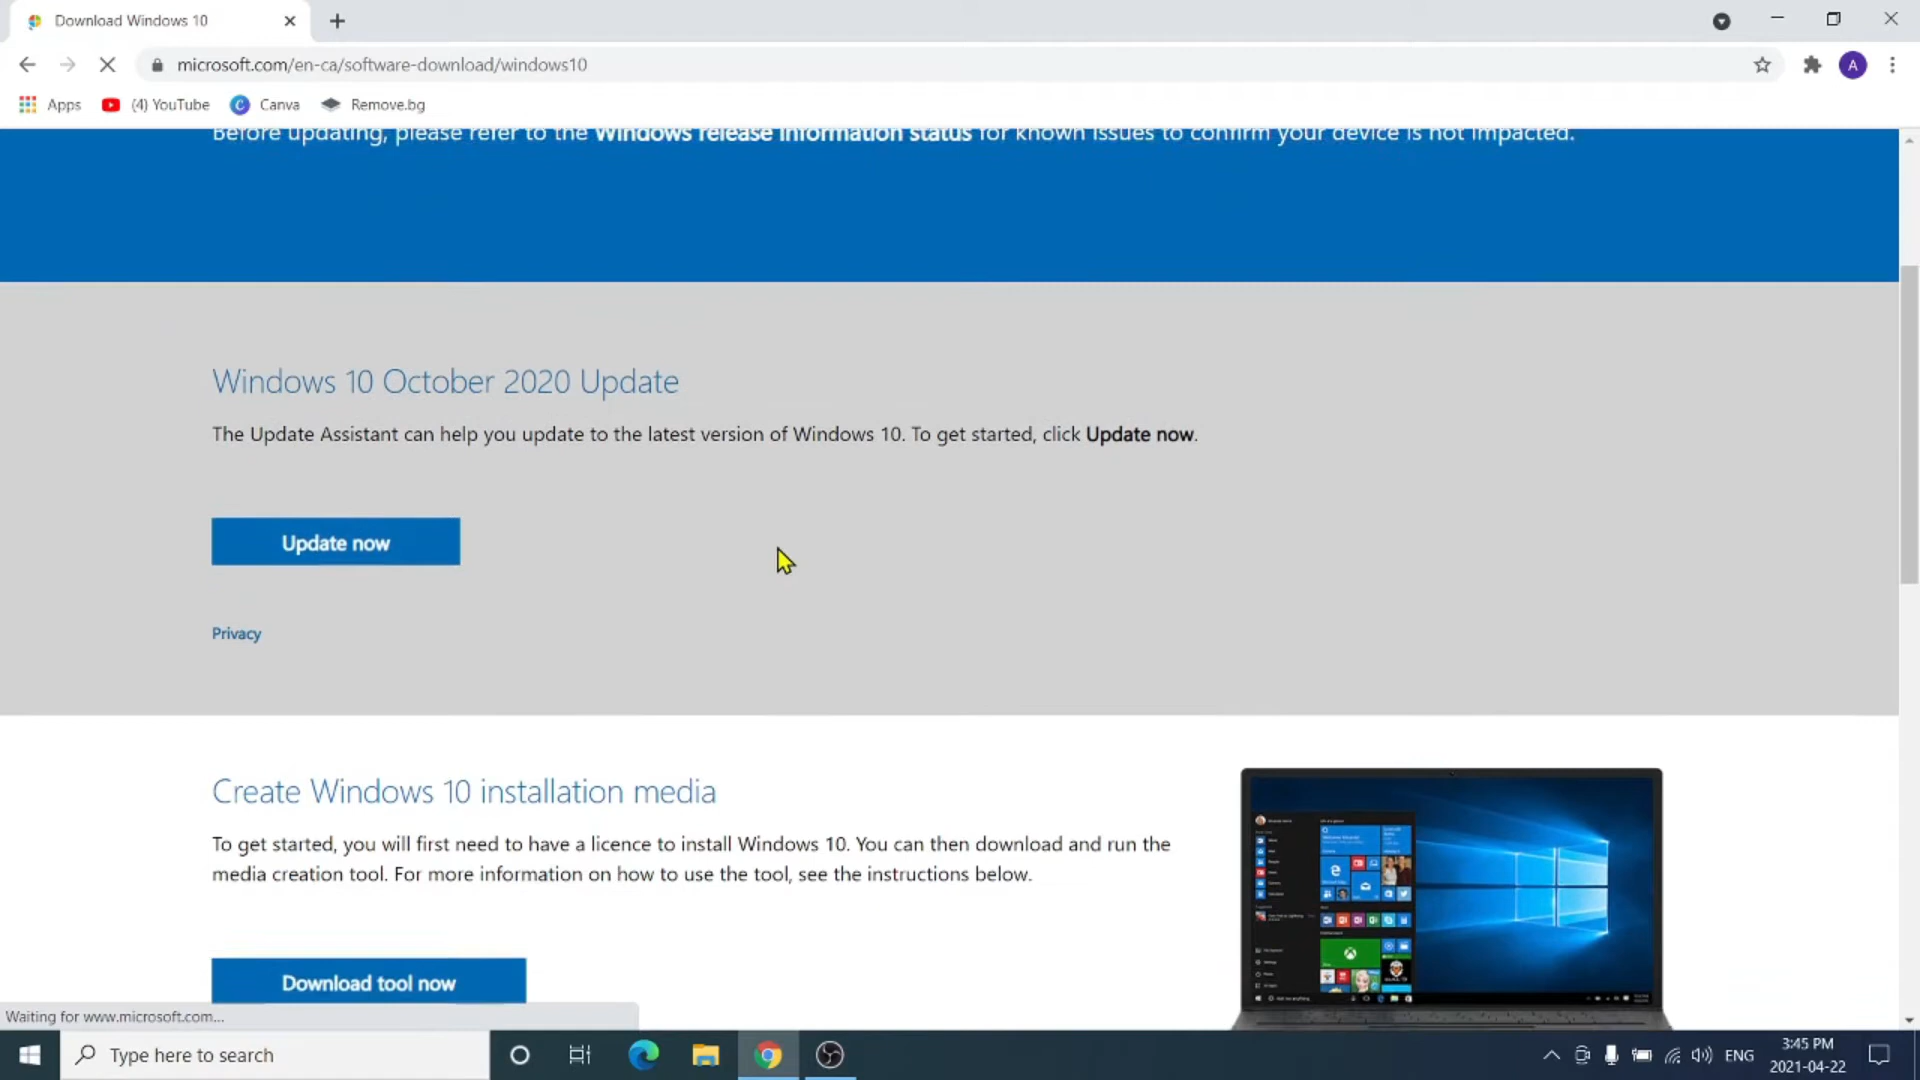 Download Windows 10
microsoft.com/en-ca/software-download/windows10
Apps
(4) YouTube
Canva
Remove.bg
A
Before updating, please refer to the Windows release information status for known issues to confirm your device is not impacted.
Windows 10 October 2020 Update
The Update Assistant can help you update to the latest version of Windows 10. To get started, click Update now.
Update now
Privacy
Create Windows 10 installation media
To get started, you will first need to have a licence to install Windows 10. You can then download and run the
media creation tool. For more information on how to use the tool, see the instructions below.
Download tool now
Waiting for www.microsoft.com...
Type here to search
ENG
3:45 PM
2021-04-22